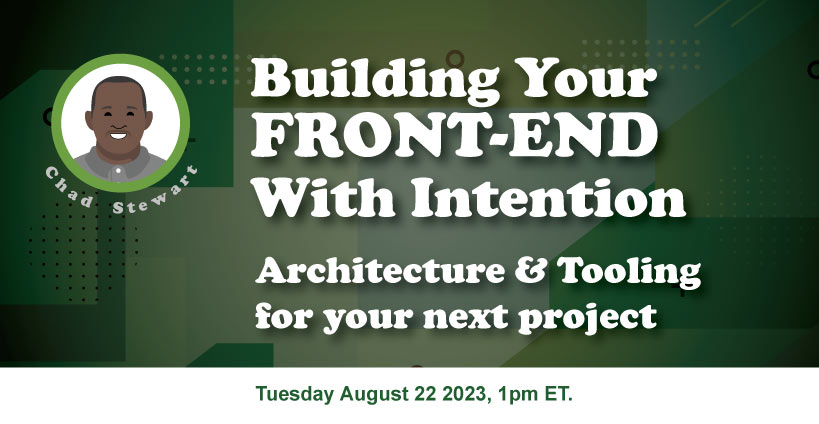 Building Your
FRONT-END
With Intention
Chad Stewart
Architecture & Tooling
for your next project
Tuesday August 22 2023, 1pm ET.